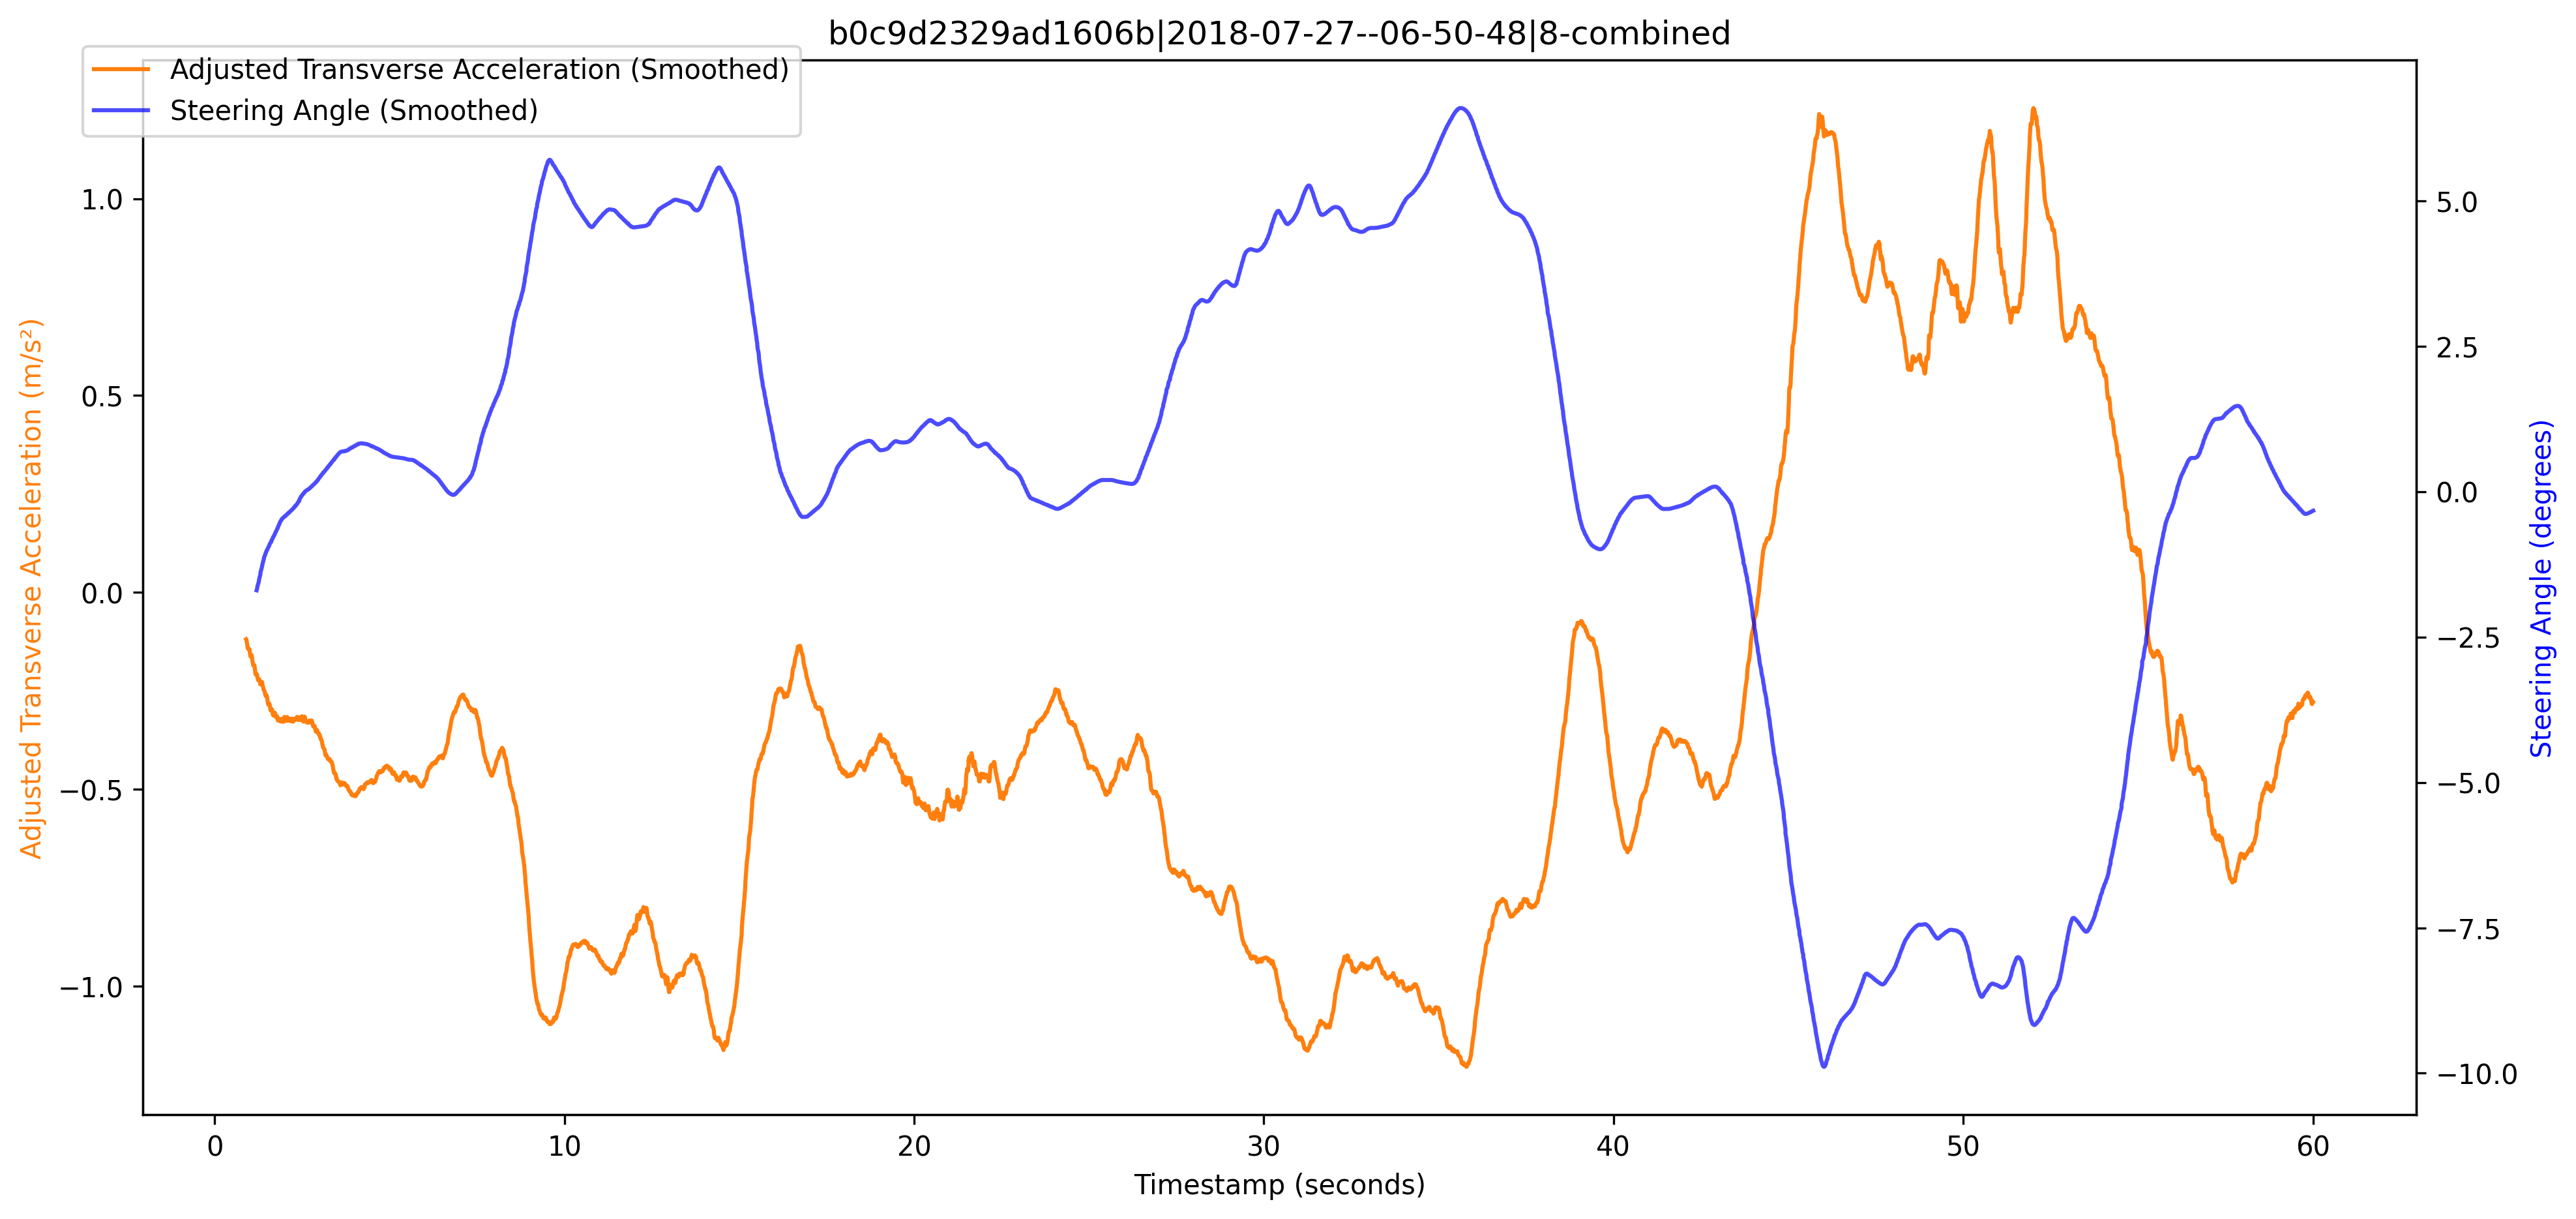 b0c9d2329ad1606b|2018-07-27--06-50-48|8-combined
Adjusted Transverse Acceleration (Smoothed)
Steering Angle (Smoothed)
Adjusted Transverse Acceleration (m/s²)
1.0
0.5
0.0
−0.5
−1.0
5.0
2.5
0.0
−2.5
−5.0
−7.5
−10.0
Steering Angle (degrees)
0 10 20 30 40 50 60
Timestamp (seconds)